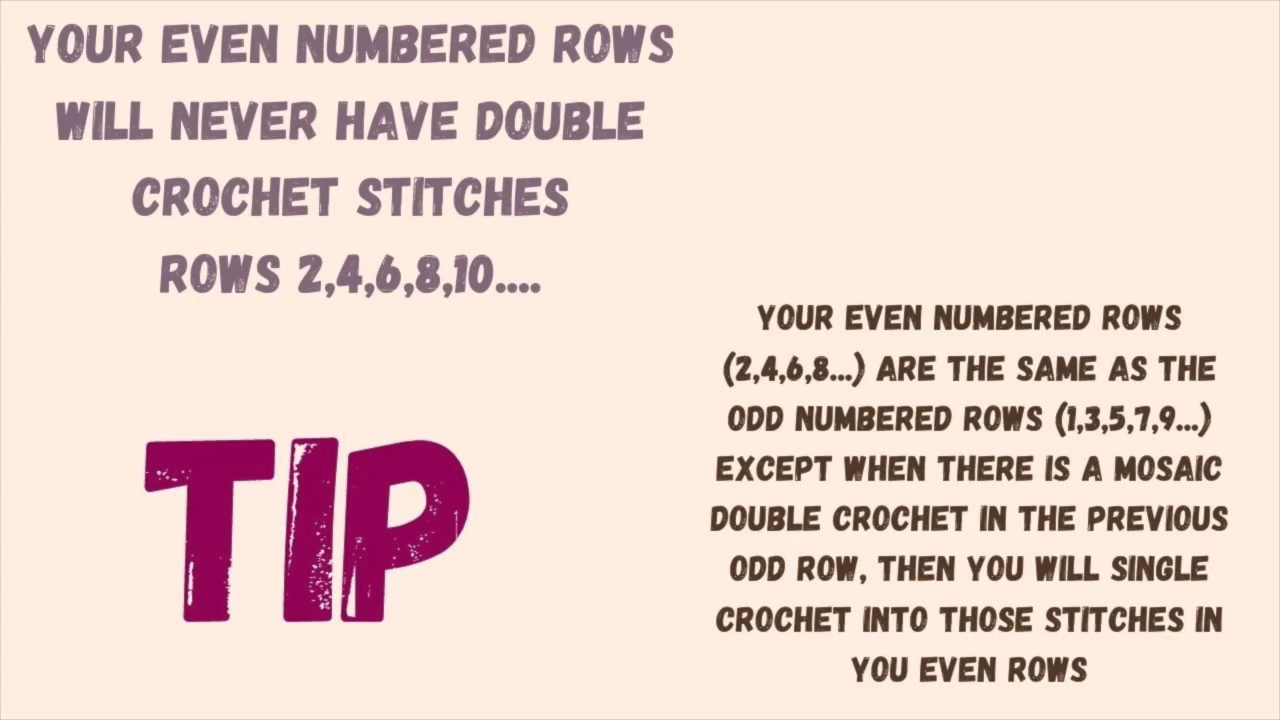 YOUR EVEN NUMBERED ROWS
WILL NEVER HAVE DOUBLE
CROCHET STITCHES
ROWS 2,4,6,8,10....
TIP
YOUR EVEN NUMBERED ROWS
(2,4,6,8...) ARE THE SAME AS THE
ODD NUMBERED ROWS (1,3,5,7,9...)
EXCEPT WHEN THERE IS A MOSAIC
DOUBLE CROCHET IN THE PREVIOUS
ODD ROW, THEN YOU WILL SINGLE
CROCHET INTO THOSE STITCHES IN
YOU EVEN ROWS